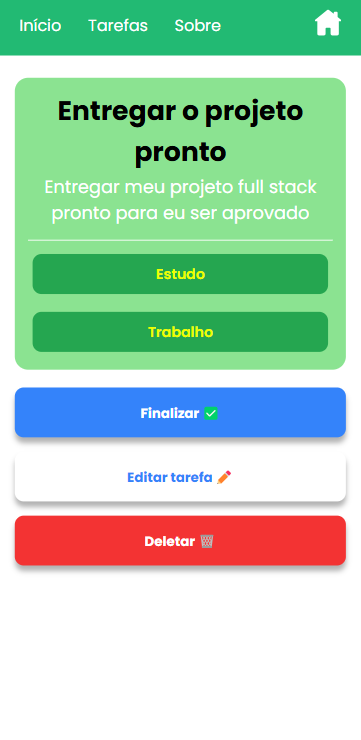 Início Tarefas Sobre
Entregar o projeto
pronto
Entregar meu projeto full stack
pronto para eu ser aprovado
Estudo
Trabalho
Finalizar ✅
Editar tarefa ✏️
Deletar 🗑️